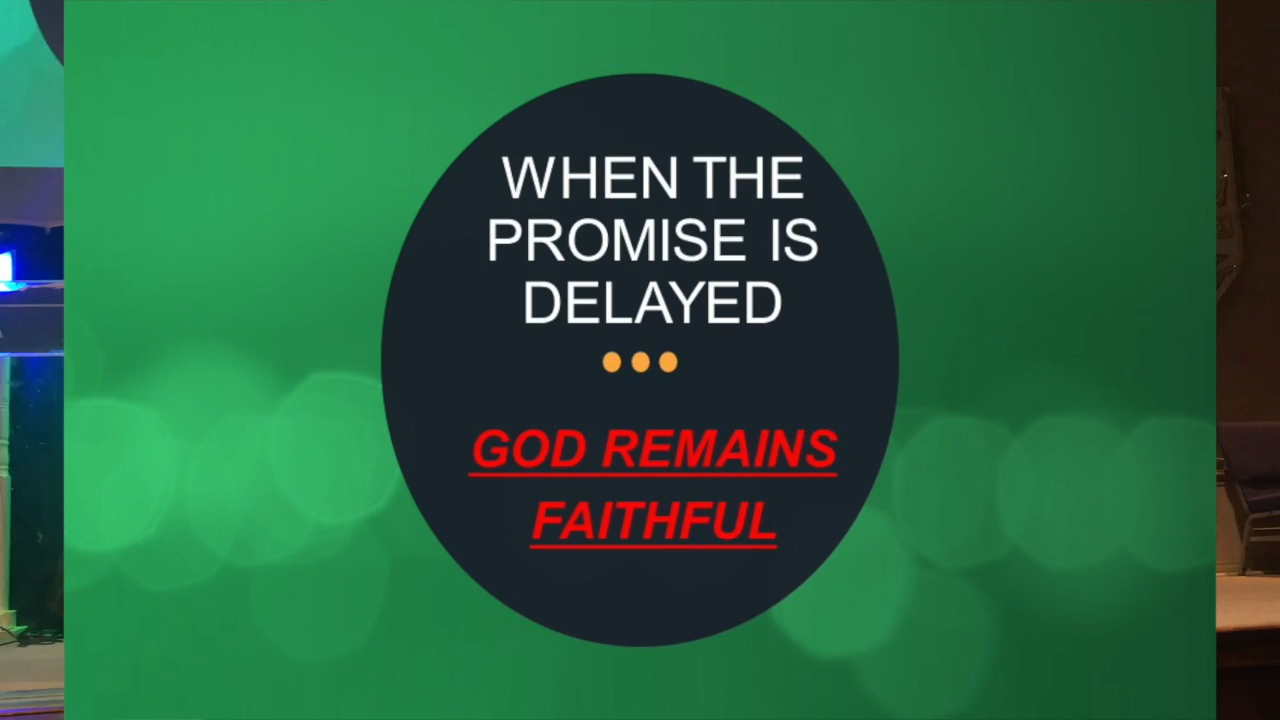 WHEN THE
PROMISE IS
DELAYED
GOD REMAINS
FAITHFUL